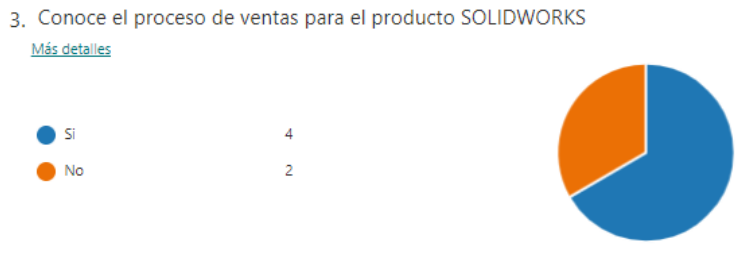 3. Conoce el proceso de ventas para el producto SOLIDWORKS
Más detalles
Si 4
No 2